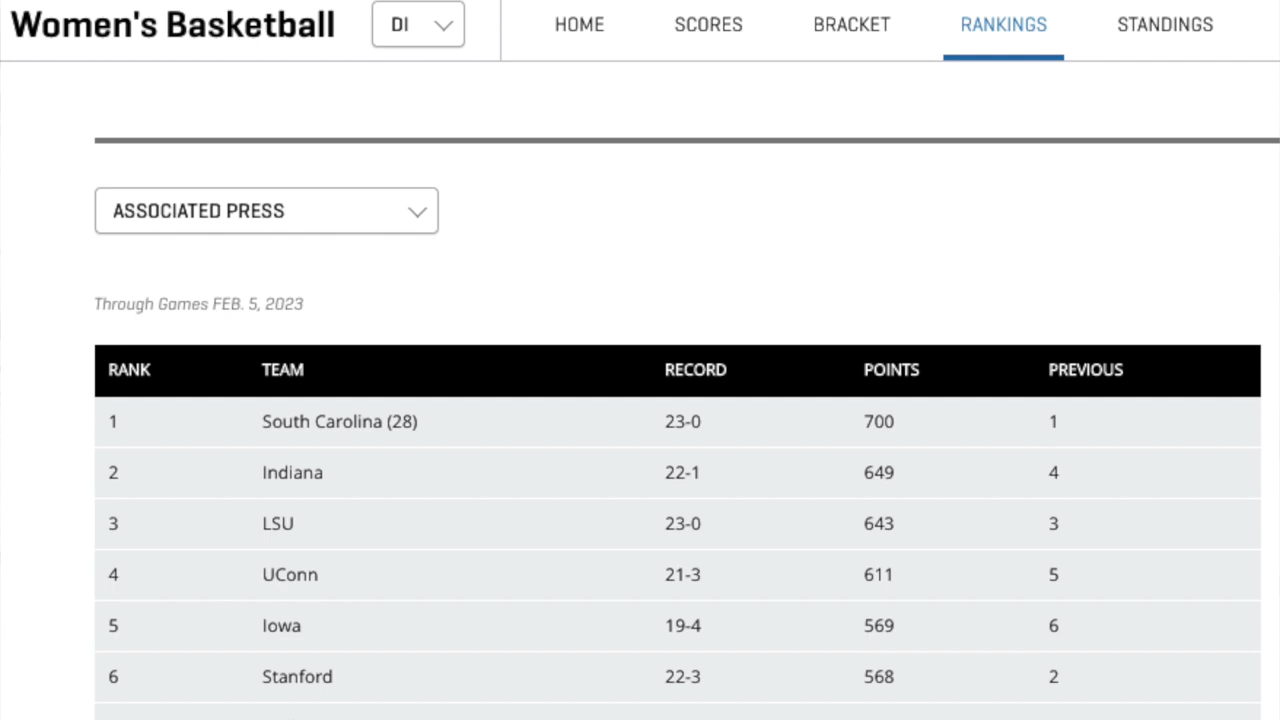 Women's Basketball DI HOME SCORES BRACKET RANKINGS STANDINGS
ASSOCIATED PRESS
Through Games FEB. 5, 2023
RANK TEAM RECORD POINTS PREVIOUS
1 South Carolina (28) 23-0 700 1
2 Indiana 22-1 649 4
3 LSU 23-0 643 3
4 UConn 21-3 611 5
5 Iowa 19-4 569 6
6 Stanford 22-3 568 2